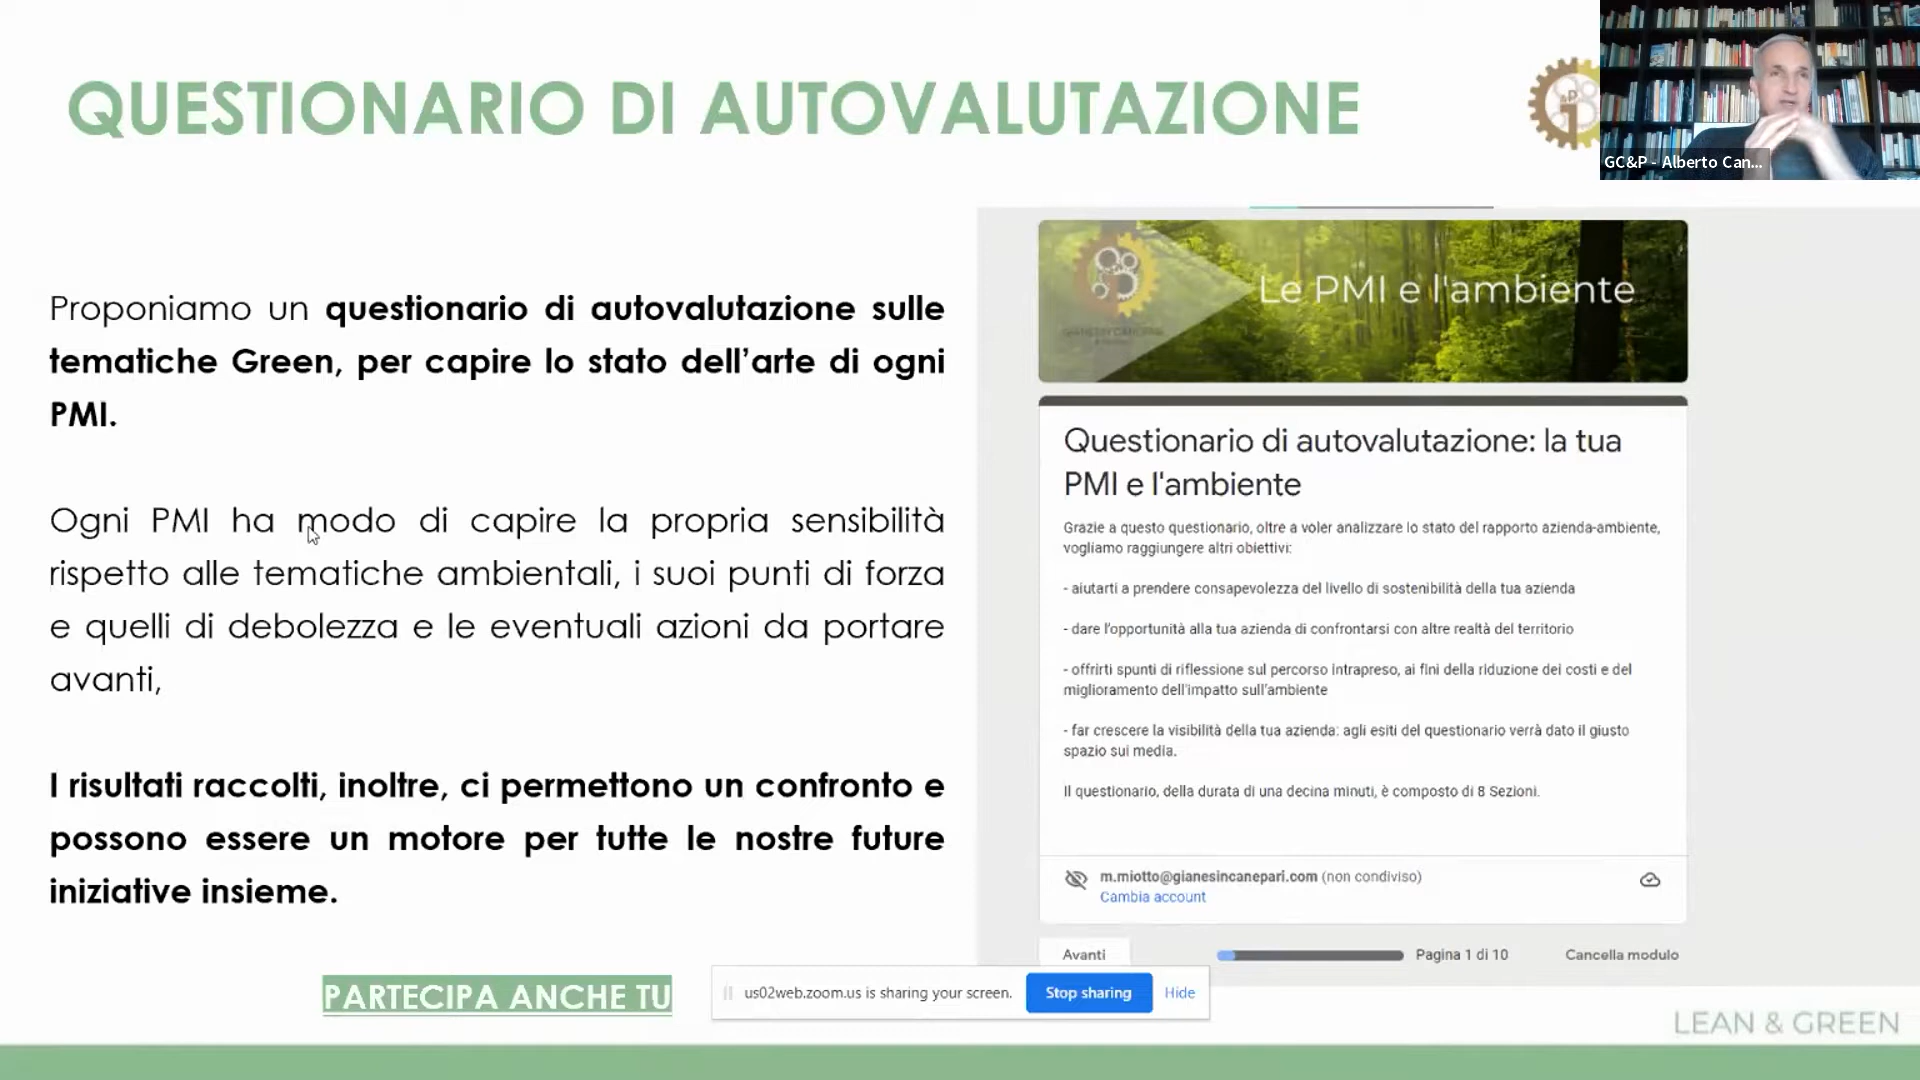 QUESTIONARIO DI AUTOVALUTAZIONE
GC&P - Alberto Can...
Proponiamo un questionario di autovalutazione sulle
tematiche Green, per capire lo stato dell’arte di ogni
PMI.
Ogni PMI ha modo di capire la propria sensibilità
rispetto alle tematiche ambientali, i suoi punti di forza
e quelli di debolezza e le eventuali azioni da portare
avanti,
I risultati raccolti, inoltre, ci permettono un confronto e
possono essere un motore per tutte le nostre future
iniziative insieme.
PARTECIPA ANCHE TU
Le PMI e l'ambiente
Questionario di autovalutazione: la tua
PMI e l'ambiente
Grazie a questo questionario, oltre a voler analizzare lo stato del rapporto azienda-ambiente,
vogliamo raggiungere altri obiettivi:
- aiutarti a prendere consapevolezza del livello di sostenibilità della tua azienda
- dare l'opportunità alla tua azienda di confrontarsi con altre realtà del territorio
- offrirti spunti di riflessione sul percorso intrapreso, ai fini della riduzione dei costi e del
miglioramento dell'impatto sull'ambiente
- far crescere la visibilità della tua azienda: agli esiti del questionario verrà dato il giusto
spazio sui media.
Il questionario, della durata di una decina minuti, è composto di 8 Sezioni.
m.miotto@gianesincanepari.com (non condiviso)
Cambia account
Avanti
Pagina 1 di 10
Cancella modulo
us02web.zoom.us is sharing your screen.
Stop sharing
Hide
LEAN & GREEN